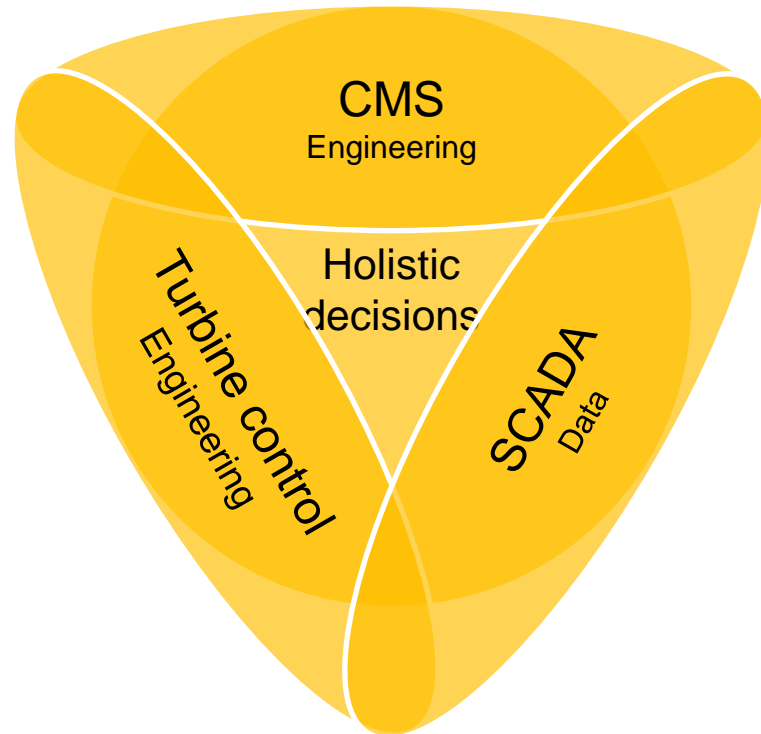 CMS
Engineering
Holistic
decisions
Turbine control
Engineering
SCADA
Data